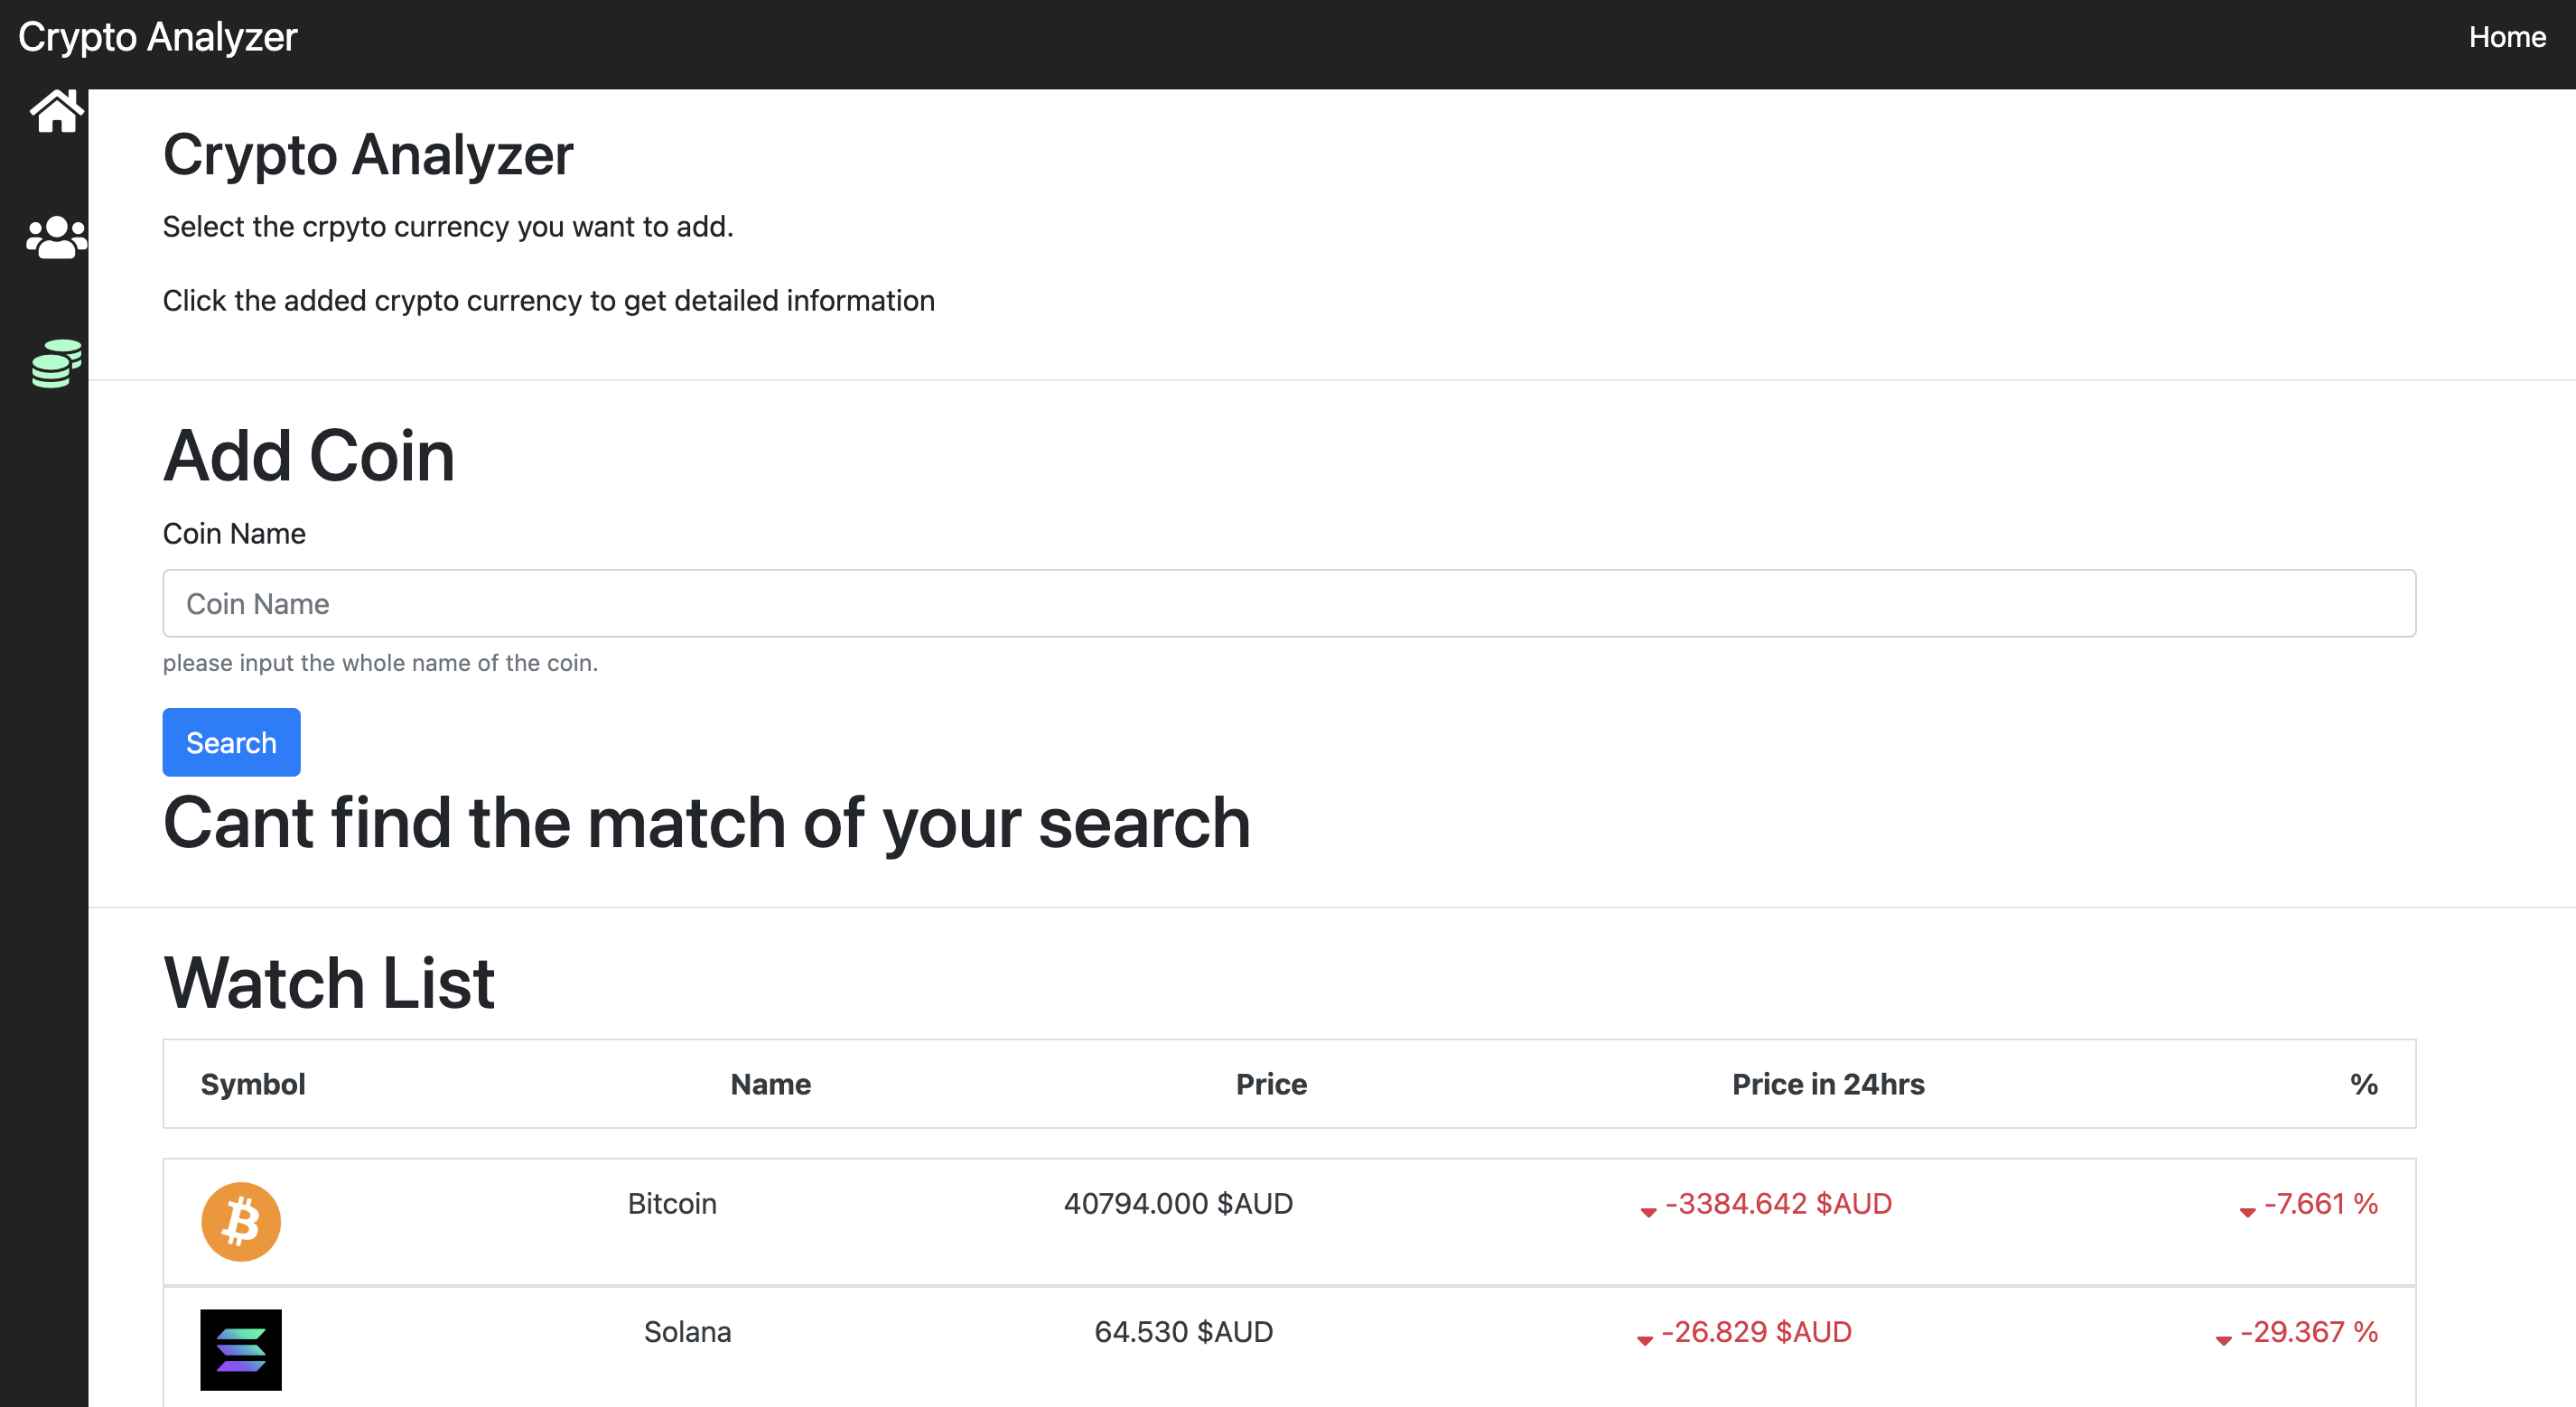 Crypto Analyzer
Home
Crypto Analyzer
Select the crpyto currency you want to add.
Click the added crypto currency to get detailed information
Add Coin
Coin Name
Coin Name
please input the whole name of the coin.
Search
Cant find the match of your search
Watch List
Symbol Name Price Price in 24hrs %
Bitcoin 40794.000 $AUD -3384.642 $AUD -7.661 %
Solana 64.530 $AUD -26.829 $AUD -29.367 %